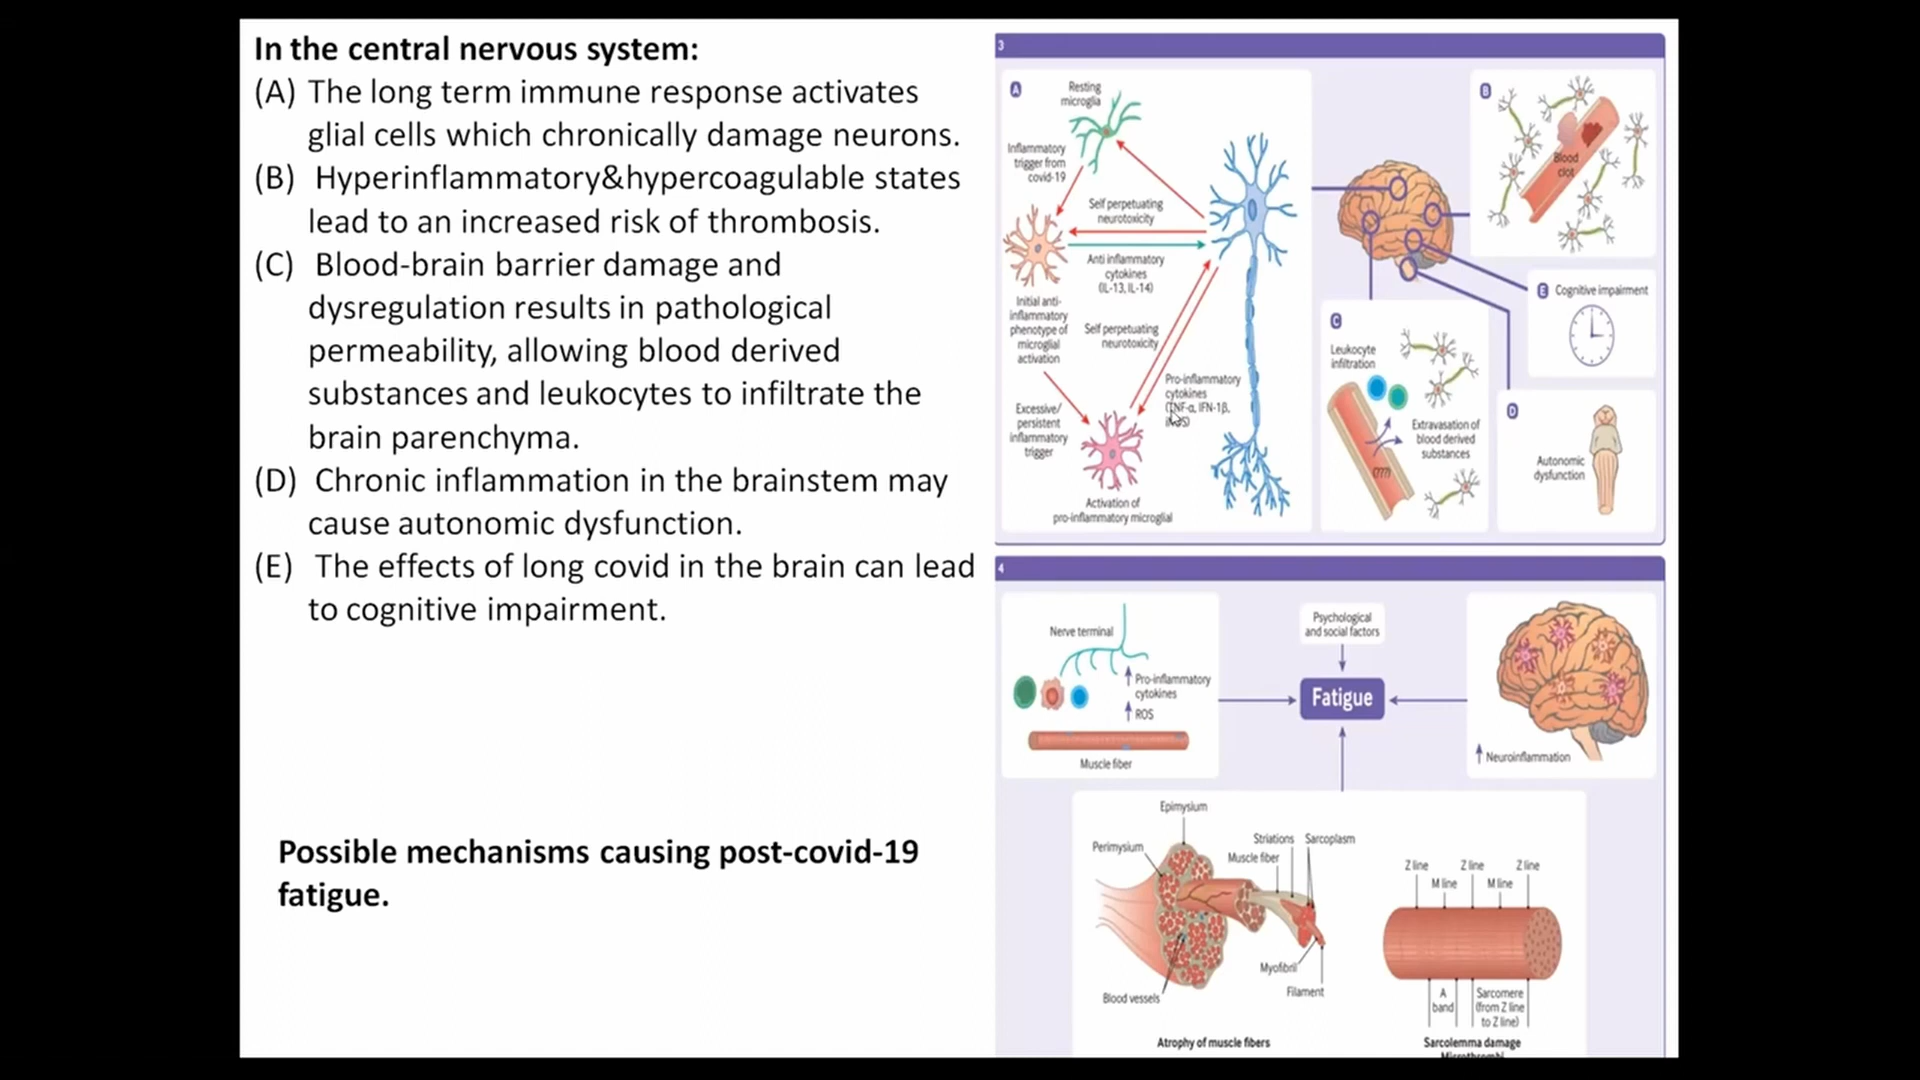 In the central nervous system:
(A) The long term immune response activates
glial cells which chronically damage neurons.
(B) Hyperinflammatory&hypercoagulable states
lead to an increased risk of thrombosis.
(C) Blood-brain barrier damage and
dysregulation results in pathological
permeability, allowing blood derived
substances and leukocytes to infiltrate the
brain parenchyma.
(D) Chronic inflammation in the brainstem may
cause autonomic dysfunction.
(E) The effects of long covid in the brain can lead
to cognitive impairment.
Possible mechanisms causing post-covid-19
fatigue.
3
A
Resting
microglia
Inflammatory
trigger from
covid-19
Self perpetuating
neurotoxicity
Anti inflammatory
cytokines
(IL-13, IL-14)
Initial anti-
inflammatory
phenotype of
microglial
activation
Self perpetuating
neurotoxicity
Pro-inflammatory
cytokines
(TNF-α, IFN-1β,
Excessive/
persistent
inflammatory
trigger
Activation of
pro-inflammatory microglial
B
Blood
clot
C
Leukocyte
infiltration
Extravasation of
blood derived
substances
E Cognitive impairment
D
Autonomic
dysfunction
4
Nerve terminal
Pro-inflammatory
cytokines
ROS
Muscle fiber
Psychological
and social factors
Fatigue
Neuroinflammation
Epimysium
Perimysium
Striations
Sarcoplasm
Muscle fiber
Myofibril
Filament
Blood vessels
Atrophy of muscle fibers
Z line
Z line
Z line
M line
M line
A
band
Sarcomere
(from Z line
to Z line)
Sarcolemma damage